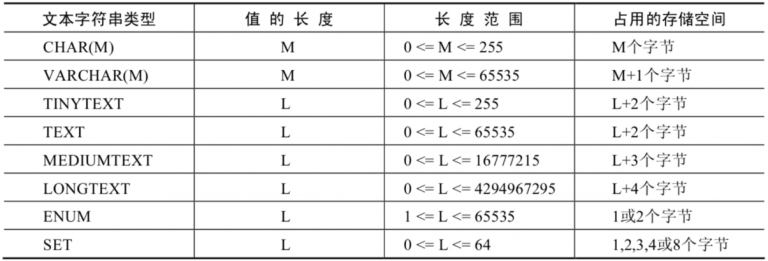 文本字符串类型 值的长度 长度范围 占用的存储空间
CHAR(M) M 0 <= M <= 255 M个字节
VARCHAR(M) M 0 <= M <= 65535 M+1个字节
TINYTEXT L 0 <= L <= 255 L+2个字节
TEXT L 0 <= L <= 65535 L+2个字节
MEDIUMTEXT L 0 <= L <= 16777215 L+3个字节
LONGTEXT L 0 <= L <= 4294967295 L+4个字节
ENUM L 1 <= L <= 65535 1或2个字节
SET L 0 <= L <= 64 1,2,3,4或8个字节